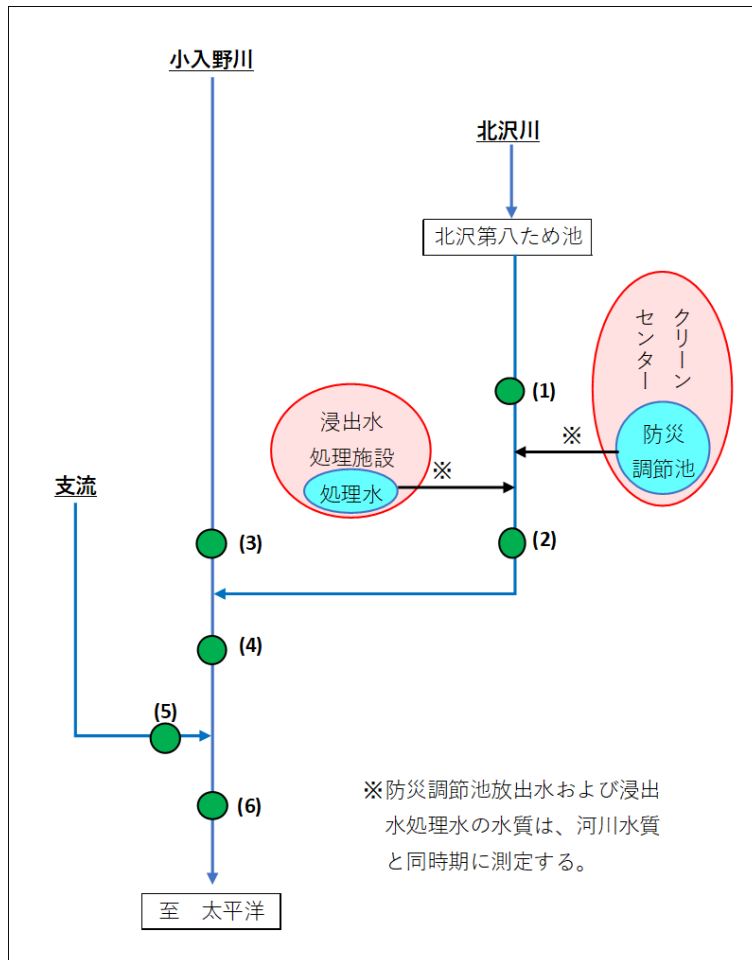 小入野川
北沢川
北沢第八ため池
クリーン
センター
(1)
※
防災
調節池
浸出水
処理施設
※
処理水
支流
(3)
(2)
(4)
(5)
(6)
※防災調節池放出水および浸出
水処理水の水質は、河川水質
と同時期に測定する。
至　太平洋